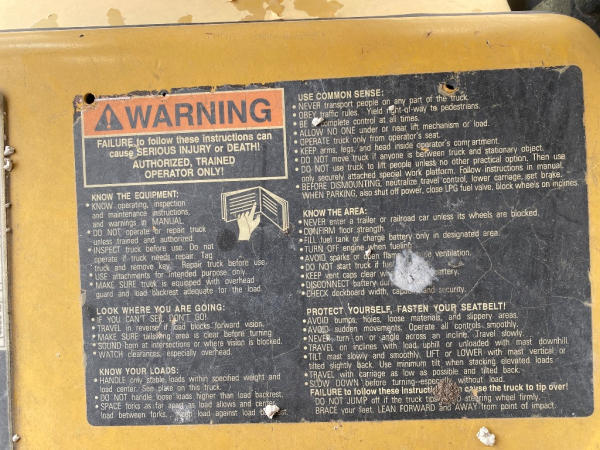 WARNING
FAILURE to follow these instructions can
cause SERIOUS INJURY or DEATH!
AUTHORIZED, TRAINED
OPERATOR ONLY!
KNOW THE EQUIPMENT:
• KNOW operating, inspection
and maintenance instructions,
and warnings in MANUAL.
• DO NOT operate or repair truck
unless trained and authorized.
• INSPECT truck before use. Do not
operate if truck needs repair. Tag
truck and remove key. Repair truck before use.
• USE attachments for intended purpose only.
• MAKE SURE truck is equipped with overhead
guard and load backrest adequate for the load.
LOOK WHERE YOU ARE GOING:
• IF YOU CAN'T SEE, DON'T GO!
• TRAVEL in reverse if load blocks forward vision.
• MAKE SURE tailswing area is clear before turning.
• SOUND horn at intersections or where vision is blocked.
• WATCH clearances, especially overhead.
KNOW YOUR LOADS:
• HANDLE only stable loads within specified weight and
load center. See plate on this truck.
• DO NOT handle loose loads higher than load backrest.
• SPACE forks as far apart as load allows and center
load between forks. load against load
USE COMMON SENSE:
• NEVER transport people on any part of the truck.
• OBEY traffic rules. Yield right-of-way to pedestrians.
• BE complete control at all times.
• ALLOW NO ONE under or near lift mechanism or load.
• OPERATE truck only from operator's seat.
• KEEP arms, legs, and head inside operator's compartment.
• DO NOT move truck if anyone is between truck and stationary object.
• DO NOT use truck to lift people unless no other practical option. Then use
only securely attached special work platform. Follow instructions in manual.
• BEFORE DISMOUNTING, neutralize travel control, lower carriage, set brake.
WHEN PARKING, also shut off power, close LPG fuel valve, block wheels on inclines.
KNOW THE AREA:
• NEVER enter a trailer or railroad car unless its wheels are blocked.
• CONFIRM floor strength.
• FILL fuel tank or charge battery only in designated area.
• TURN OFF engine when fueling.
• AVOID sparks or open ventilation.
• DO NOT start truck if fuel
• KEEP vent caps clear battery.
• DISCONNECT battery
• CHECK dockboard width, capacity and security.
PROTECT YOURSELF, FASTEN YOUR SEATBELT!
• AVOID bumps, holes, loose materials, and slippery areas.
• AVOID sudden movements. Operate all controls smoothly.
• NEVER turn on or angle across an incline. Travel slowly.
• TRAVEL on inclines with load uphill or unloaded with mast downhill.
• TILT mast slowly and smoothly. LIFT or LOWER with mast vertical or
tilted slightly back. Use minimum tilt when stacking elevated loads.
• TRAVEL with carriage as low as possible and tilted back.
• SLOW DOWN before turning-especially without load.
FAILURE to follow these cause the truck to tip over!
DO NOT JUMP off if the truck steering wheel firmly.
BRACE your feet. LEAN FORWARD and AWAY from point of impact.